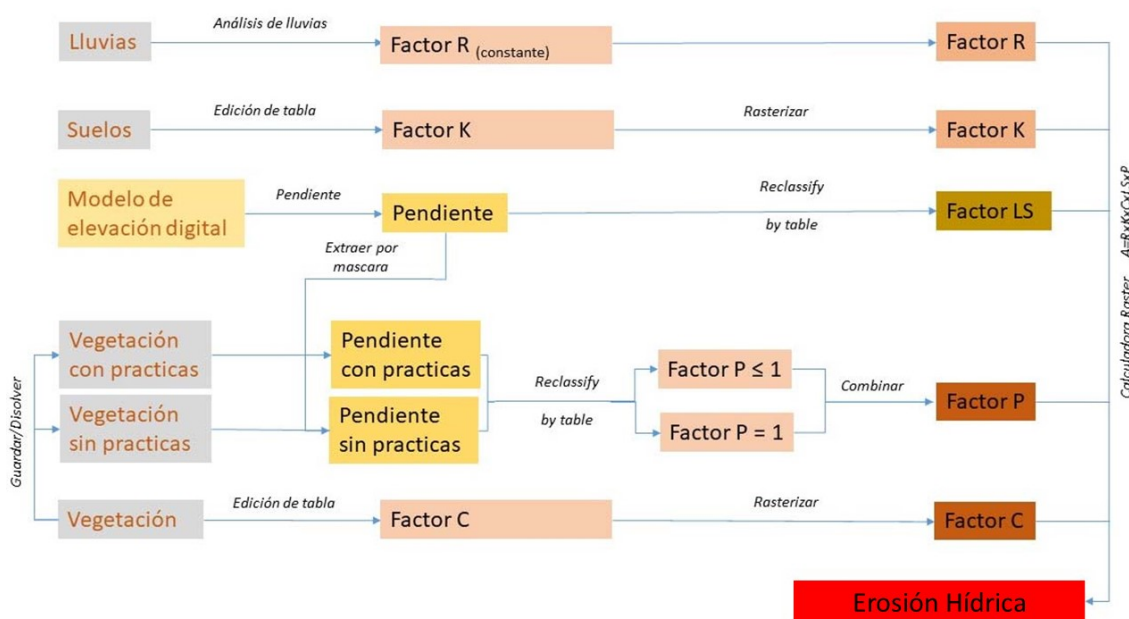 Análisis de lluvias
Lluvias
Factor R (constante)
Factor R
Edición de tabla
Rasterizar
Suelos
Factor K
Factor K
Modelo de
elevación digital
Pendiente
Pendiente
Reclassify
by table
Factor LS
Extraer por
mascara
Calculadora Raster A=RxKxCxLSxP
Guardar/Disolver
Vegetación
con practicas
Pendiente
con practicas
Vegetación
sin practicas
Pendiente
sin practicas
Reclassify
by table
Factor P ≤ 1
Factor P = 1
Combinar
Factor P
Vegetación
Edición de tabla
Factor C
Rasterizar
Factor C
Erosión Hídrica